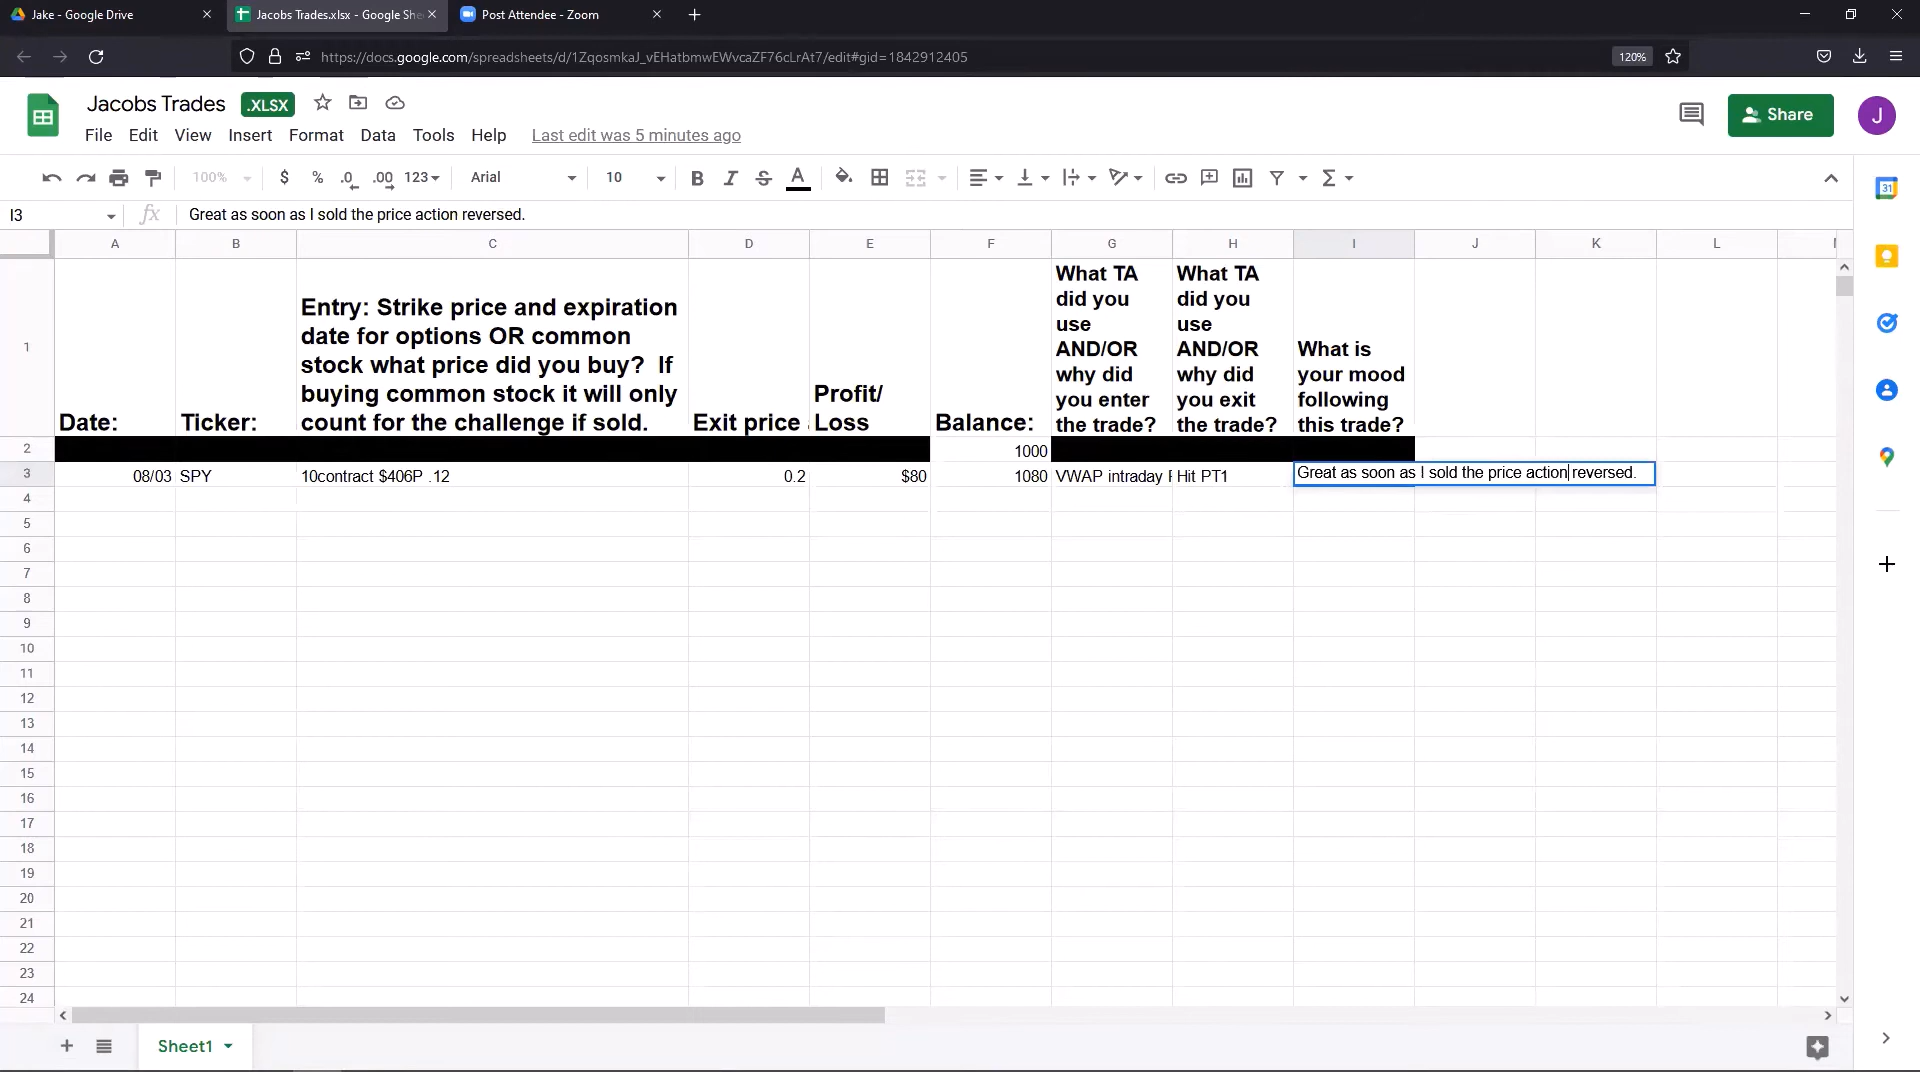 Jake - Google Drive
Jacobs Trades.xlsx - Google She
Post Attendee - Zoom
https://docs.google.com/spreadsheets/d/1ZqosmkaJ_vEHatbmwEWvcaZF76cLrAt7/edit#gid=1842912405
120%
Jacobs Trades .XLSX
Share
J
File Edit View Insert Format Data Tools Help Last edit was 5 minutes ago
100% $ % .0 .00 123 Arial 10 B I S A
31
I3 fx Great as soon as I sold the price action reversed.
A B C D E F G H I J K L
1
Date:
Ticker:
Entry: Strike price and expiration
date for options OR common
stock what price did you buy? If
buying common stock it will only
count for the challenge if sold.
Exit price
Profit/
Loss
Balance:
What TA
did you
use
AND/OR
why did
you enter
the trade?
What TA
did you
use
AND/OR
why did
you exit
the trade?
What is
your mood
following
this trade?
2 1000
3 08/03 SPY 10contract $406P .12 0.2 $80 1080 VWAP intraday Hit PT1 Great as soon as I sold the price action reversed.
4
5
6
7
8
9
10
11
12
13
14
15
16
17
18
19
20
21
22
23
24
Sheet1